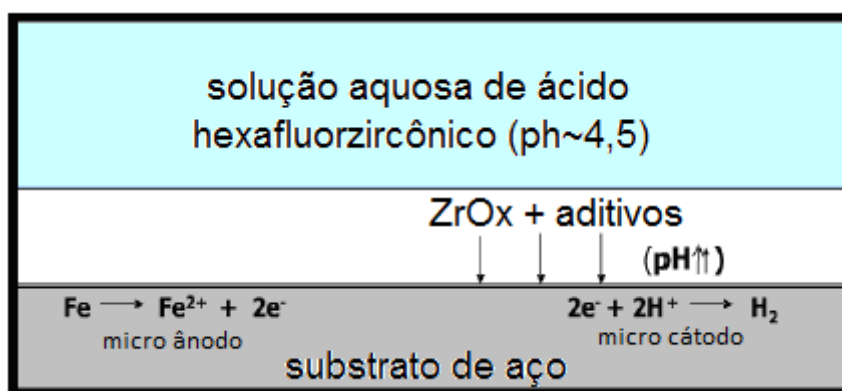 solução aquosa de ácido
hexafluorzircônico (ph~4,5)
ZrOx + aditivos
(pH⇈)
Fe → Fe²⁺ + 2e⁻
2e⁻ + 2H⁺ → H₂
micro ânodo
micro cátodo
substrato de aço